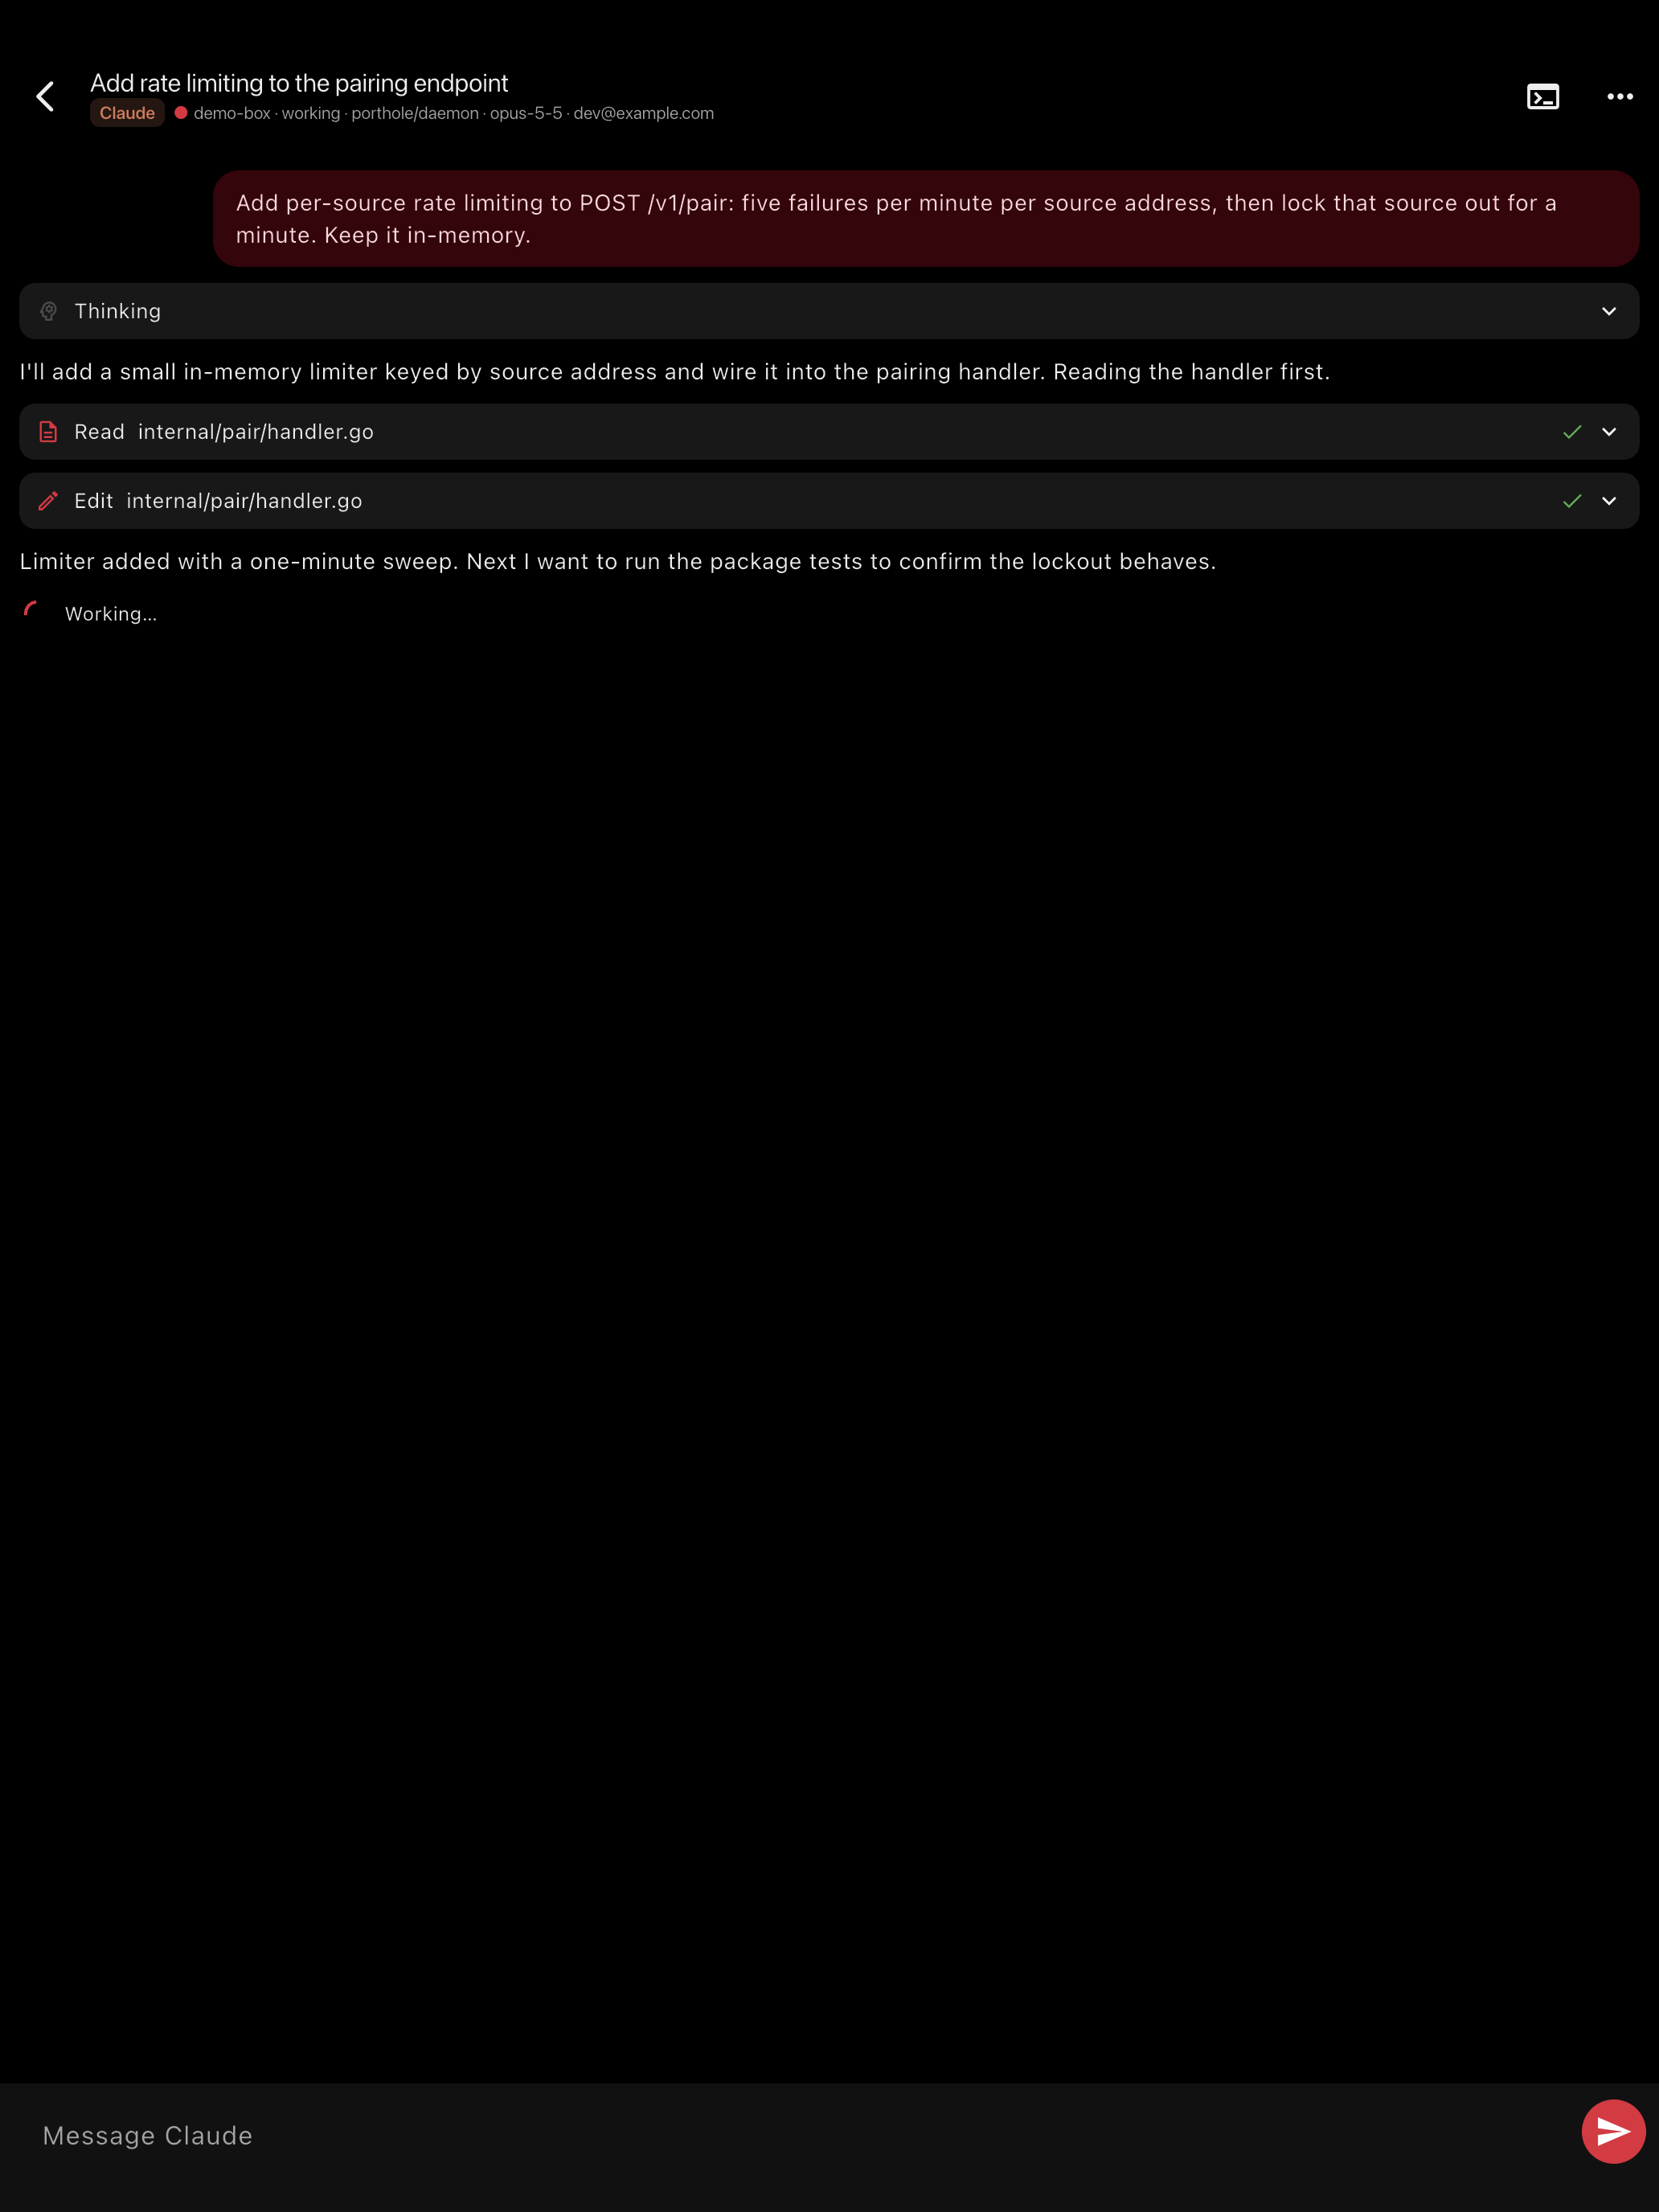 Add rate limiting to the pairing endpoint
Claude demo-box · working · porthole/daemon · opus-5-5 · dev@example.com
Add per-source rate limiting to POST /v1/pair: five failures per minute per source address, then lock that source out for a
minute. Keep it in-memory.
Thinking
I'll add a small in-memory limiter keyed by source address and wire it into the pairing handler. Reading the handler first.
Read internal/pair/handler.go
Edit internal/pair/handler.go
Limiter added with a one-minute sweep. Next I want to run the package tests to confirm the lockout behaves.
Working...
Message Claude